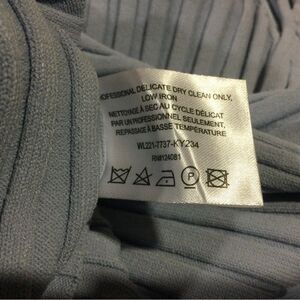 PROFESSIONAL DELICATE DRY CLEAN ONLY,
LOW IRON
NETTOYAGE À SEC AU CYCLE DÉLICAT
PAR UN PROFESSIONNEL SEULEMENT.
REPASSAGE À BASSE TEMPÉRATURE
WL221-7737-KY234
RN#124081
P